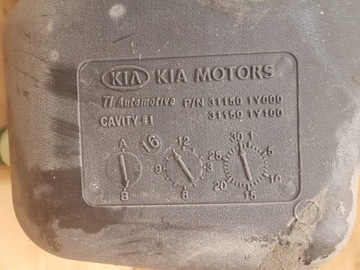 KIA KIA MOTORS
TI Automotive P/N 31150 1Y000
CAVITY #1 31150 1Y100
A B
16 12 3 6 9
30 1 5 10 15 20 25